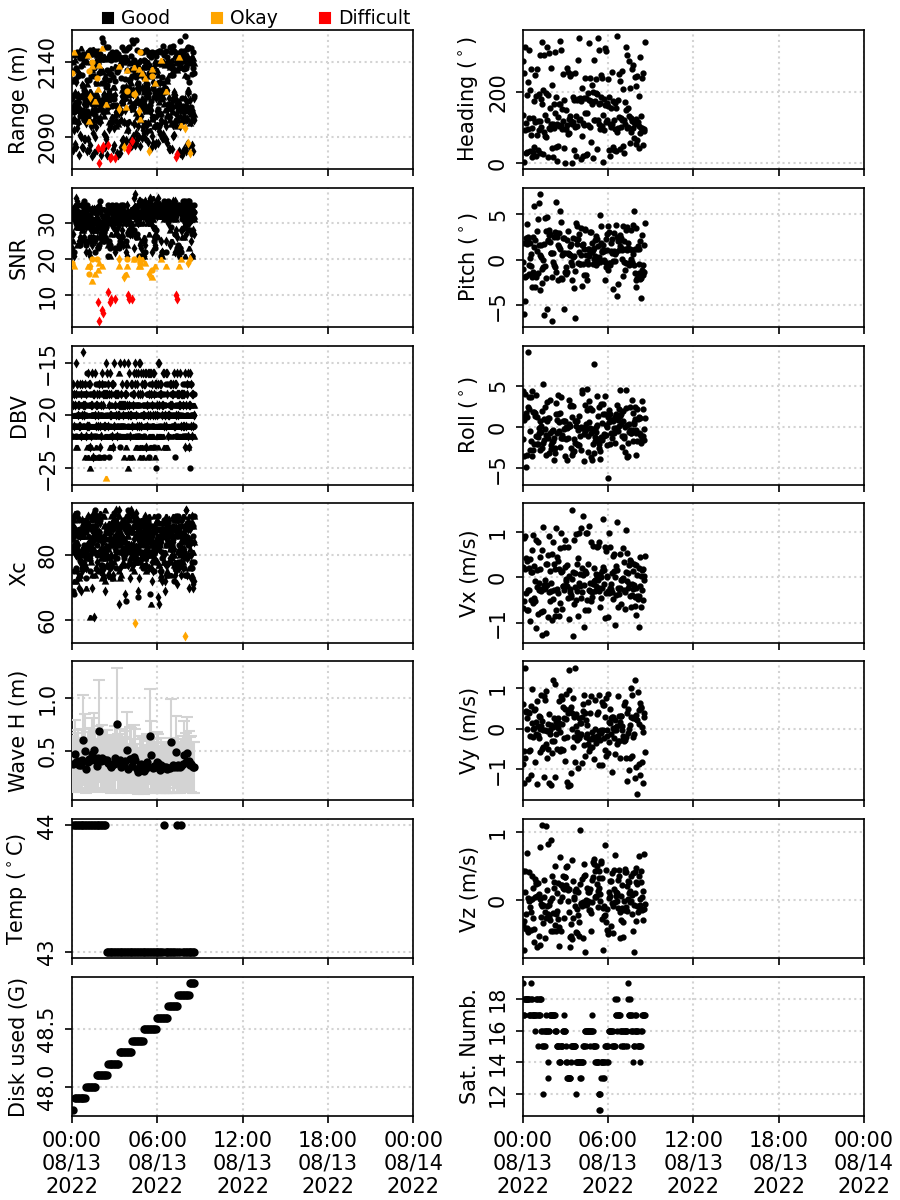 Good Okay Difficult
Range (m)
2140
2090
Heading (°)
200
0
SNR
30
20
10
Pitch (°)
5
0
−5
DBV
−15
−20
−25
Roll (°)
5
0
−5
Xc
80
60
Vx (m/s)
1
0
−1
Wave H (m)
1.0
0.5
Vy (m/s)
1
0
−1
Temp (°C)
44
43
Vz (m/s)
1
0
Disk used (G)
48.5
48.0
Sat. Numb.
18
16
14
12
00:00 06:00 12:00 18:00 00:00
08/13 08/13 08/13 08/13 08/14
2022 2022 2022 2022 2022
00:00 06:00 12:00 18:00 00:00
08/13 08/13 08/13 08/13 08/14
2022 2022 2022 2022 2022